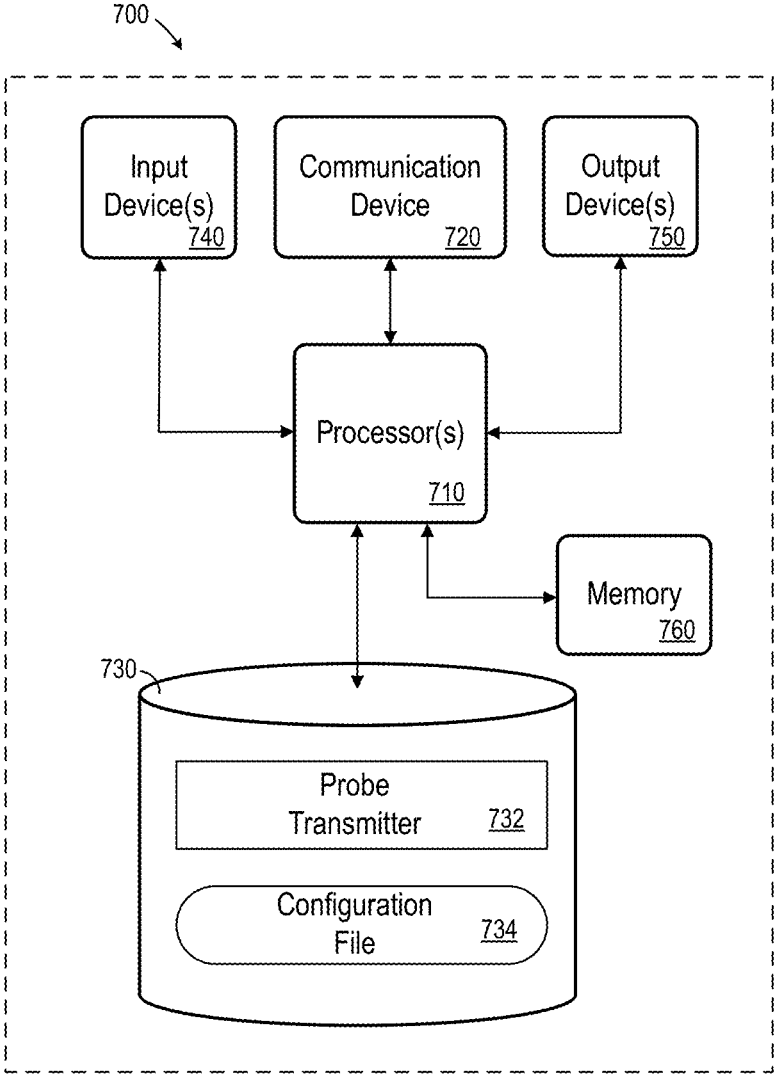 700
Input
Device(s)
740
Communication
Device
720
Output
Device(s)
750
Processor(s)
710
Memory
760
730
Probe
Transmitter
732
Configuration
File
734